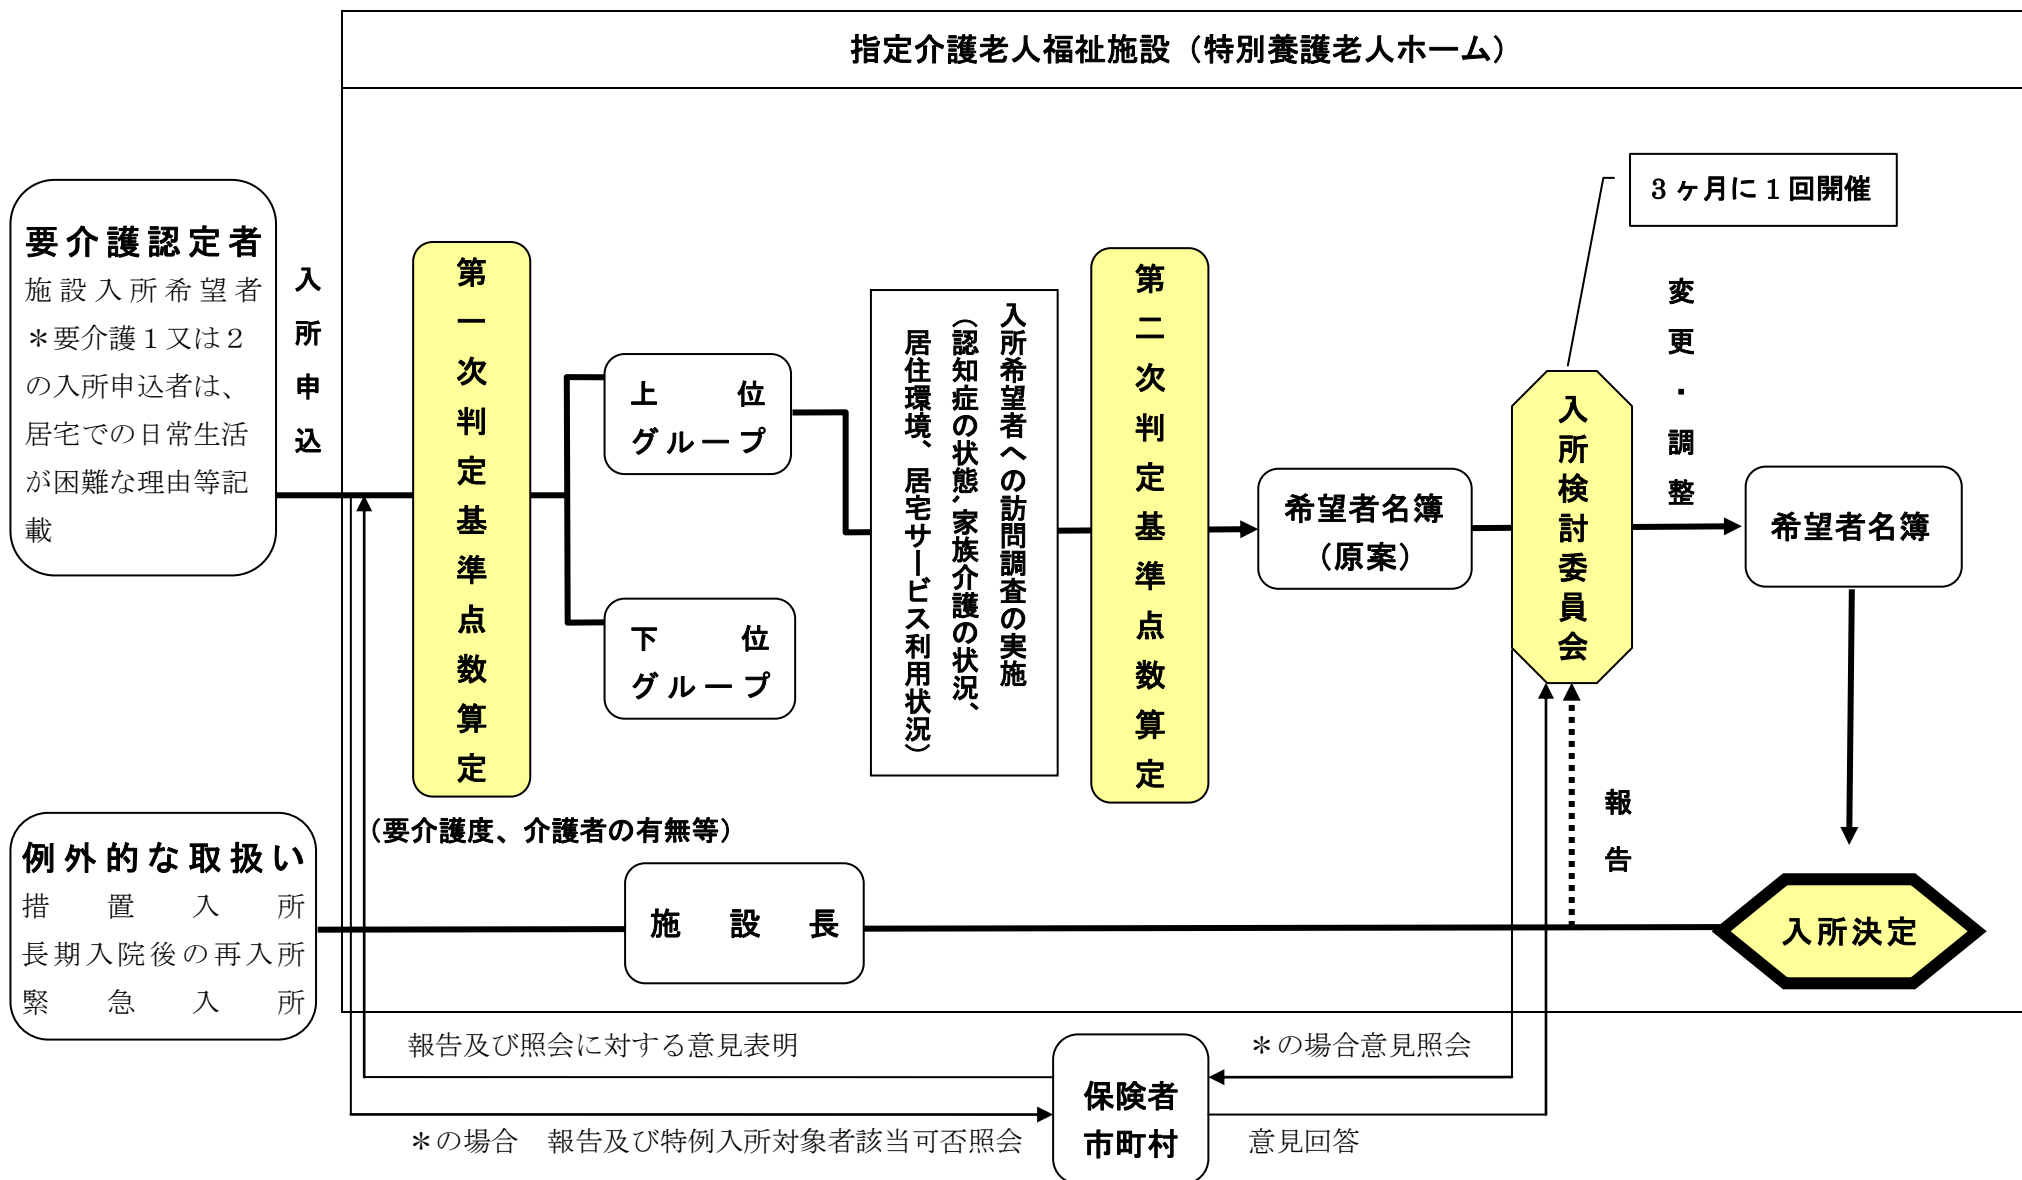 指定介護老人福祉施設（特別養護老人ホーム）
３ヶ月に１回開催
要介護認定者
施設入所希望者
＊要介護１又は２
の入所申込者は、
居宅での日常生活
が困難な理由等記
載
入所申込
第一次判定基準点数算定
（要介護度、介護者の有無等）
上位
グループ
下位
グループ
入所希望者への訪問調査の実施
（認知症の状態、家族介護の状況、
居住環境、居宅サービス利用状況）
第二次判定基準点数算定
希望者名簿
（原案）
入所検討委員会
変更・調整
希望者名簿
報告
例外的な取扱い
措置入所
長期入院後の再入所
緊急入所
施設長
入所決定
報告及び照会に対する意見表明
＊の場合意見照会
保険者
市町村
＊の場合　報告及び特例入所対象者該当可否照会
意見回答